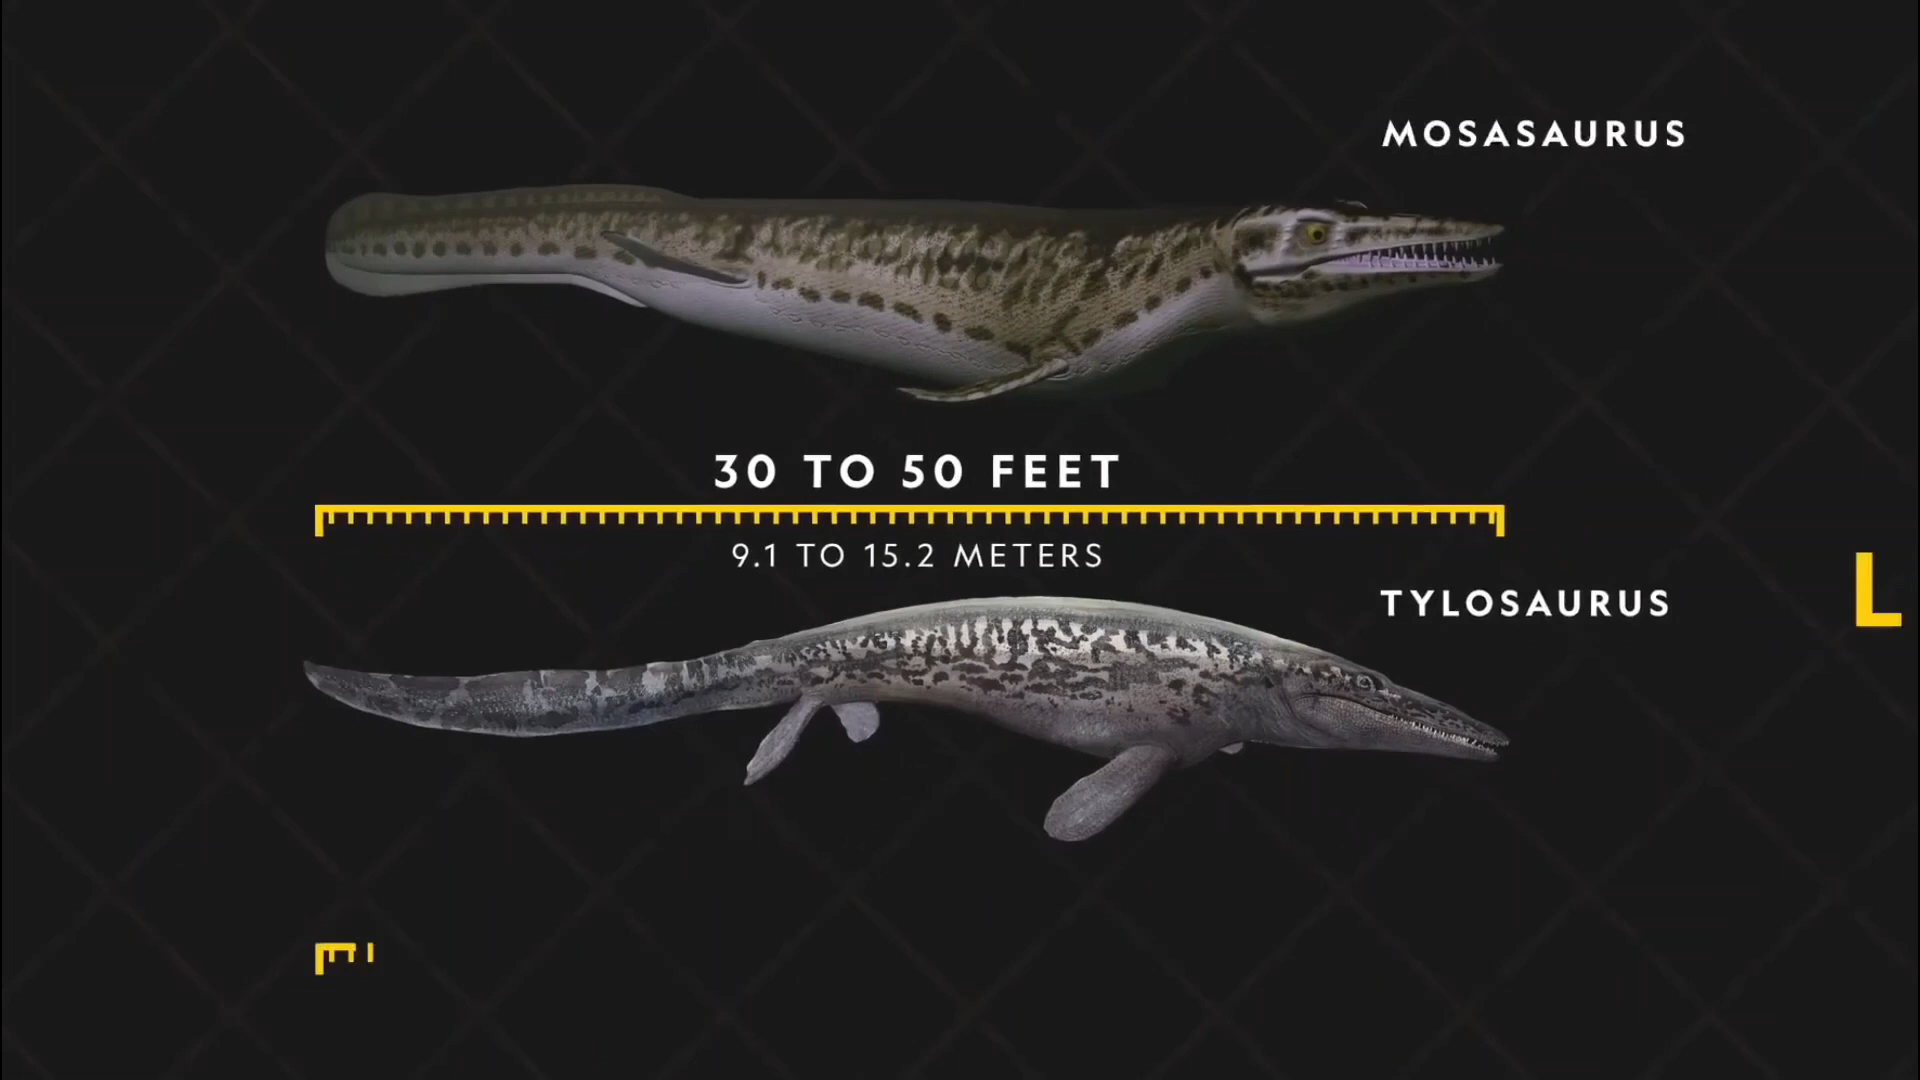 MOSASAURUS
30 TO 50 FEET
9.1 TO 15.2 METERS
TYLOSAURUS
L